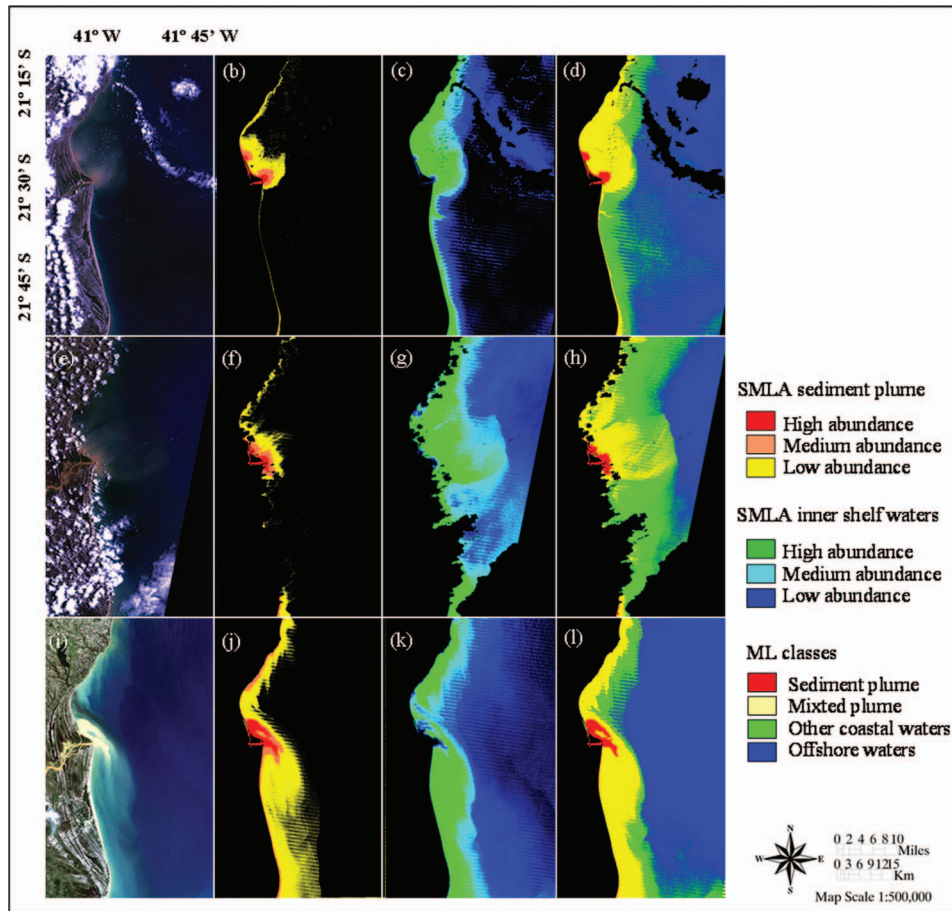 41° W 41° 45' W
21° 15' S
21° 30' S
21° 45' S
(b) (c) (d)
(e) (f) (g) (h)
(i) (j) (k) (l)
SMLA sediment plume
High abundance
Medium abundance
Low abundance
SMLA inner shelf waters
High abundance
Medium abundance
Low abundance
ML classes
Sediment plume
Mixted plume
Other coastal waters
Offshore waters
N
W E
S
0 2 4 6 8 10
Miles
0 3 6 9 12 15
Km
Map Scale 1:500,000